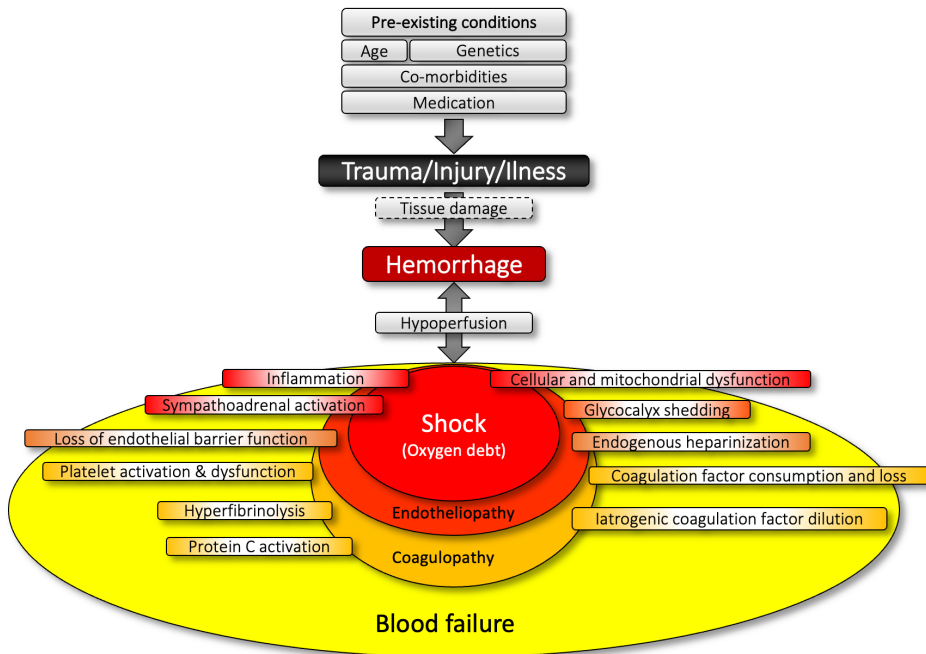 Pre-existing conditions
Age
Genetics
Co-morbidities
Medication
Trauma/Injury/Ilness
Tissue damage
Hemorrhage
Hypoperfusion
Inflammation
Cellular and mitochondrial dysfunction
Sympathoadrenal activation
Shock
Glycocalyx shedding
Loss of endothelial barrier function
(Oxygen debt)
Endogenous heparinization
Platelet activation & dysfunction
Coagulation factor consumption and loss
Hyperfibrinolysis
Endotheliopathy
Iatrogenic coagulation factor dilution
Protein C activation
Coagulopathy
Blood failure